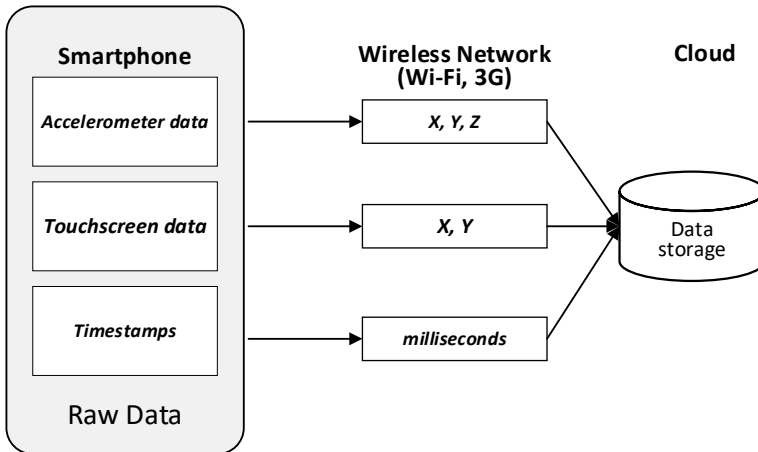 Smartphone
Accelerometer data
Touchscreen data
Timestamps
Raw Data
Wireless Network
(Wi-Fi, 3G)
X, Y, Z
X, Y
milliseconds
Cloud
Data
storage